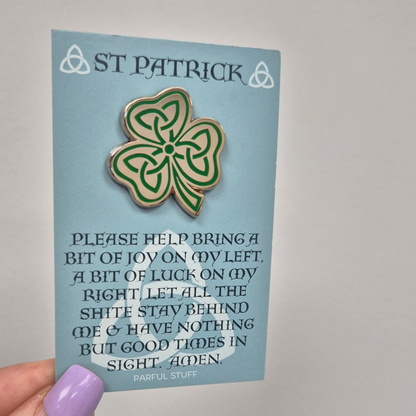 ST PATRICK
PLEASE HELP BRING A
BIT OF JOY ON MY LEFT,
A BIT OF LUCK ON MY
RIGHT. LET ALL THE
SHITE STAY BEHIND
ME & HAVE NOTHING
BUT GOOD TIMES IN
SIGHT. AMEN.
PARFUL STUFF